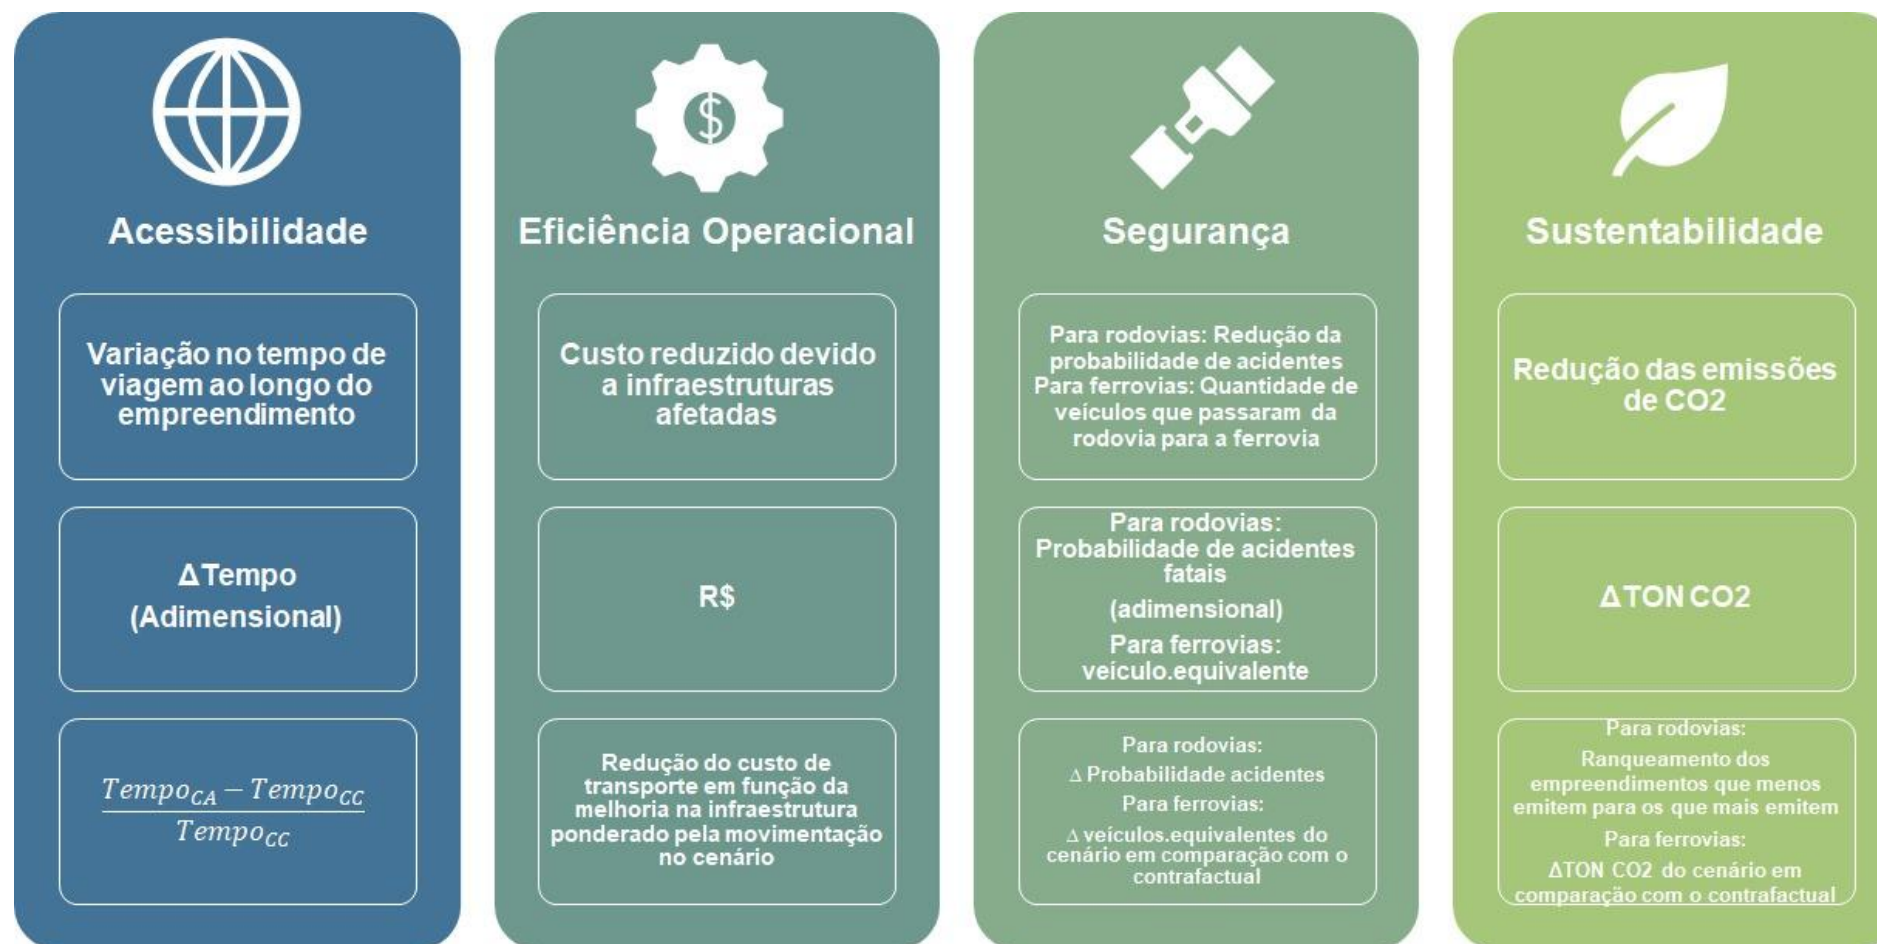 $
Acessibilidade
Variação no tempo de
viagem ao longo do
empreendimento
Δ Tempo
(Adimensional)
Tempo_CA − Tempo_CC
Tempo_CC
Eficiência Operacional
Custo reduzido devido
a infraestruturas
afetadas
R$
Redução do custo de
transporte em função da
melhoria na infraestrutura
ponderado pela movimentação
no cenário
Segurança
Para rodovias: Redução da
probabilidade de acidentes
Para ferrovias: Quantidade de
veículos que passaram da
rodovia para a ferrovia
Para rodovias:
Probabilidade de acidentes
fatais
(adimensional)
Para ferrovias:
veículo.equivalente
Para rodovias:
Δ Probabilidade acidentes
Para ferrovias:
Δ veículos.equivalentes do
cenário em comparação com o
contrafactual
Sustentabilidade
Redução das emissões
de CO2
Δ TON CO2
Para rodovias:
Ranqueamento dos
empreendimentos que menos
emitem para os que mais emitem
Para ferrovias:
ΔTON CO2 do cenário em
comparação com o contrafactual